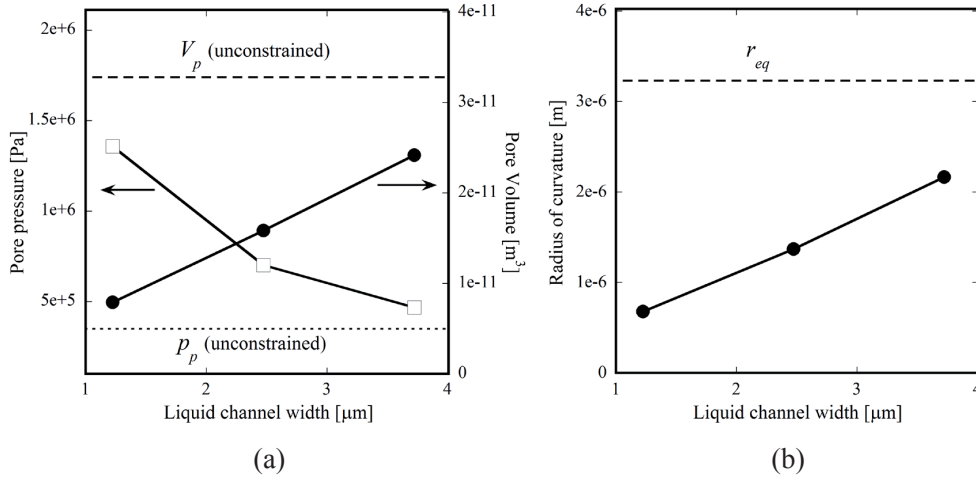 2e+6
1.5e+6
1e+6
5e+5
Pore pressure [Pa]
V_p (unconstrained)
p_p (unconstrained)
4e-11
3e-11
2e-11
1e-11
0
Pore Volume [m³]
1 2 3 4
Liquid channel width [μm]
(a)
4e-6
3e-6
2e-6
1e-6
0
Radius of curvature [m]
r_eq
1 2 3 4
Liquid channel width [μm]
(b)